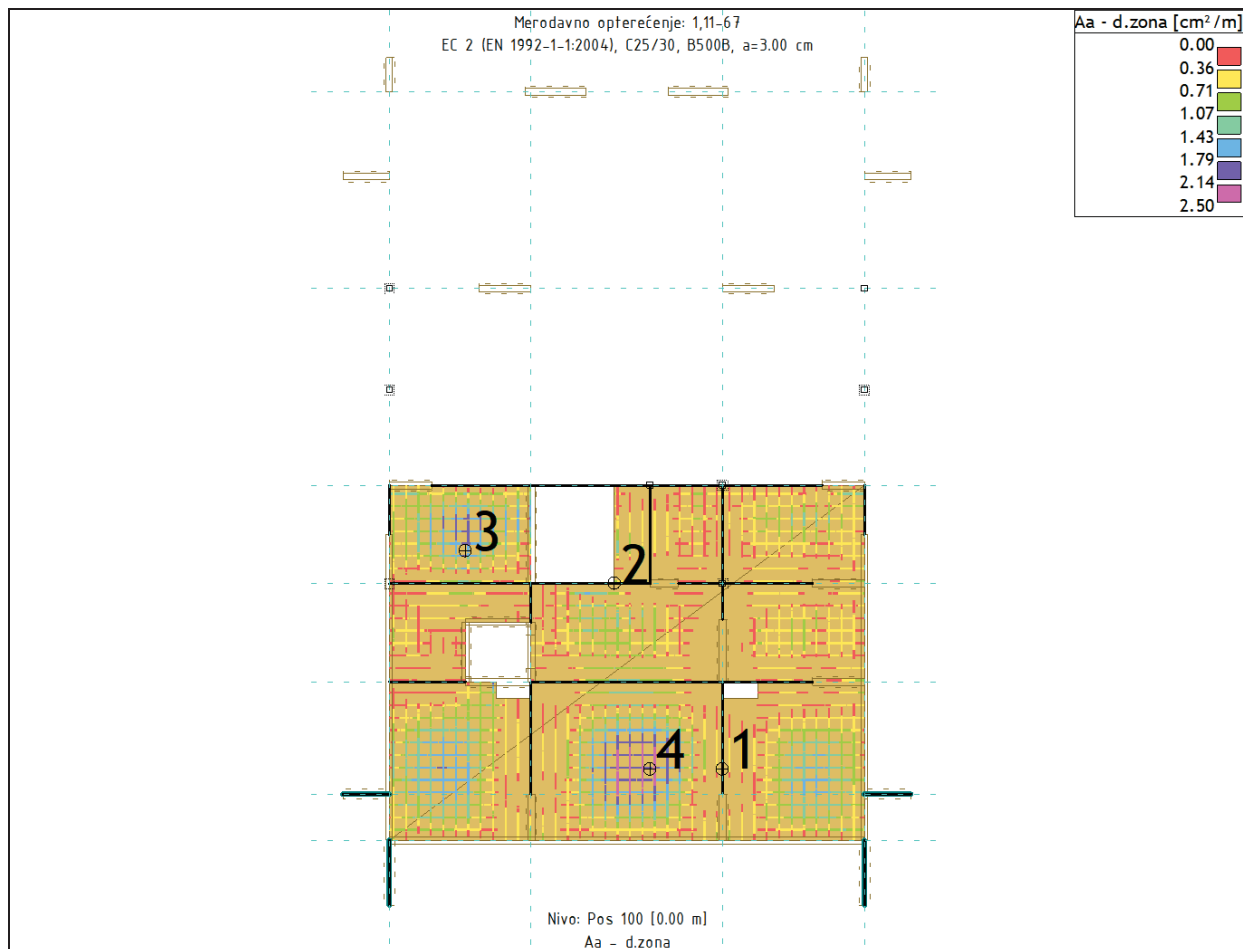 Merodavno opterećenje: 1,11-67
EC 2 (EN 1992-1-1:2004), C25/30, B500B, a=3.00 cm
Aa - d.zona [cm²/m]
0.00
0.36
0.71
1.07
1.43
1.79
2.14
2.50
3
2
4
1
Nivo: Pos 100 [0.00 m]
Aa - d.zona